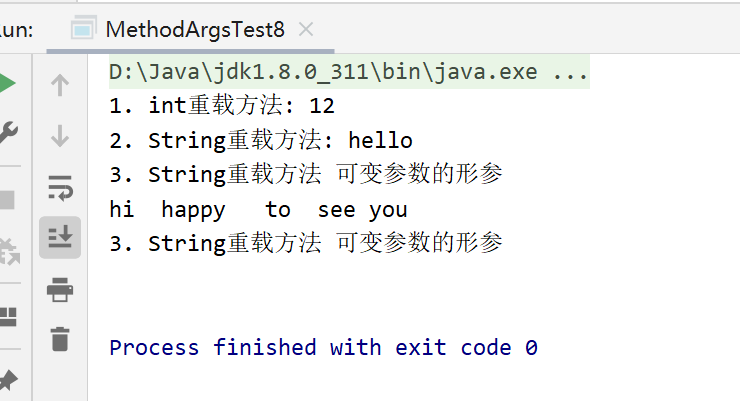 un: MethodArgsTest8
D:\Java\jdk1.8.0_311\bin\java.exe ...
1. int重载方法: 12
2. String重载方法: hello
3. String重载方法 可变参数的形参
hi  happy   to  see you
3. String重载方法 可变参数的形参
Process finished with exit code 0